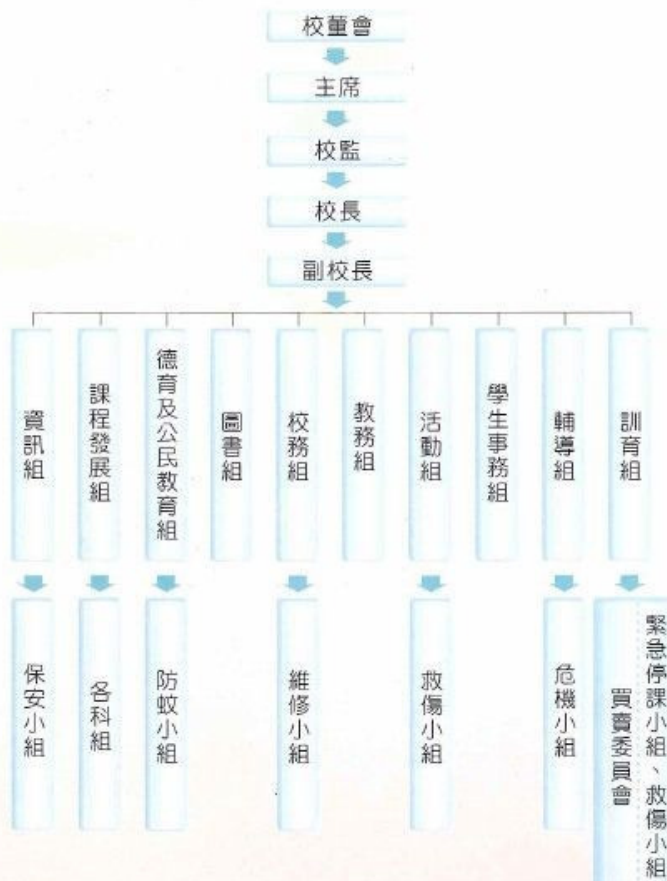 校董會
主席
校監
校長
副校長
資訊組
課程發展組
德育及公民教育組
圖書組
校務組
教務組
活動組
學生事務組
輔導組
訓育組
保安小組
各科組
防蚊小組
維修小組
救傷小組
危機小組
買賣委員會
緊急停課小組、救傷小組